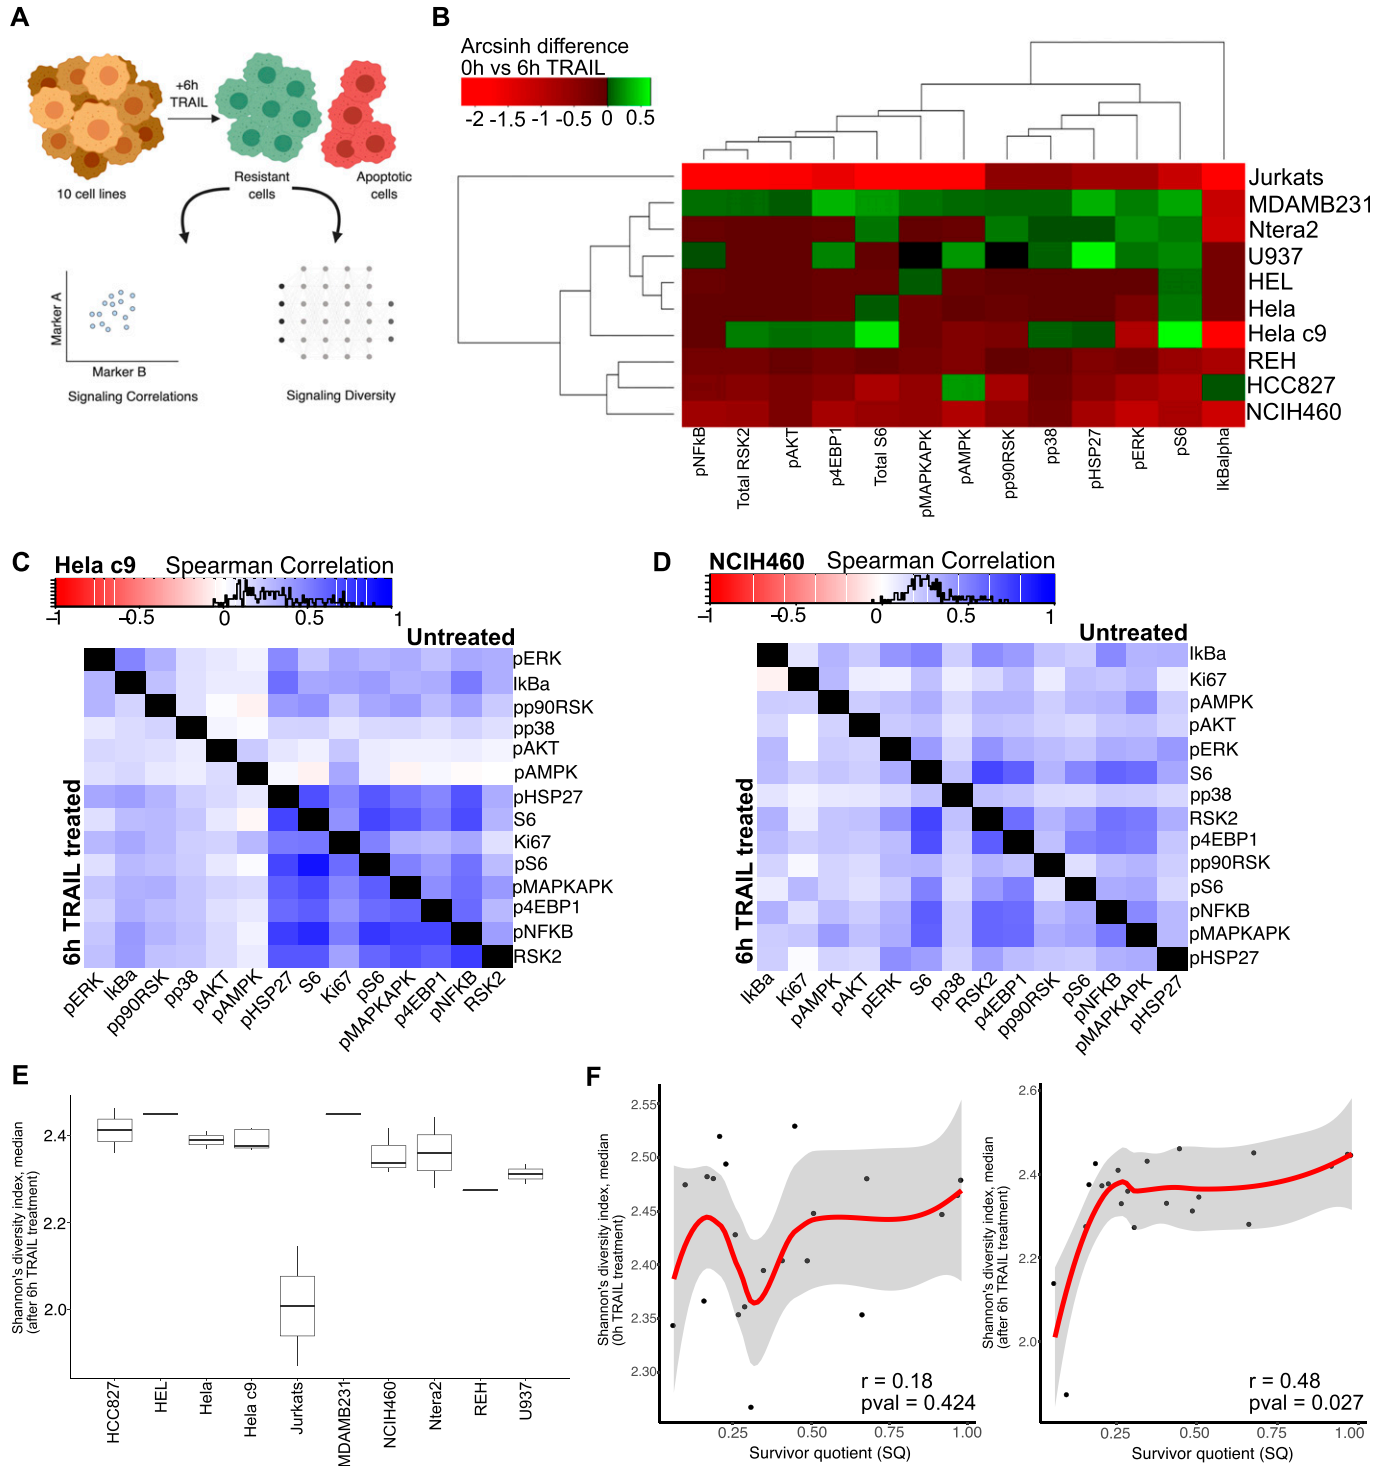 A
+6h
TRAIL
10 cell lines
Resistant
cells
Apoptotic
cells
Marker A
Marker B
Signaling Correlations
Signaling Diversity
B
Arcsinh difference
0h vs 6h TRAIL
-2 -1.5 -1 -0.5 0 0.5
Jurkats
MDAMB231
Ntera2
U937
HEL
Hela
Hela c9
REH
HCC827
NCIH460
pNFkB
Total RSK2
pAKT
p4EBP1
Total S6
pMAPKAPK
pAMPK
pp90RSK
pp38
pHSP27
pERK
pS6
IkBalpha
C
Hela c9 Spearman Correlation
-1 -0.5 0 0.5 1
Untreated
pERK
IkBa
pp90RSK
pp38
pAKT
pAMPK
pHSP27
S6
Ki67
pS6
pMAPKAPK
p4EBP1
pNFKB
RSK2
6h TRAIL treated
pERK
IkBa
pp90RSK
pp38
pAKT
pAMPK
pHSP27
S6
Ki67
pS6
pMAPKAPK
p4EBP1
pNFKB
RSK2
D
NCIH460 Spearman Correlation
-1 -0.5 0 0.5 1
Untreated
IkBa
Ki67
pAMPK
pAKT
pERK
S6
pp38
RSK2
p4EBP1
pp90RSK
pS6
pNFKB
pMAPKAPK
pHSP27
6h TRAIL treated
IkBa
Ki67
pAMPK
pAKT
pERK
S6
pp38
RSK2
p4EBP1
pp90RSK
pS6
pNFKB
pMAPKAPK
pHSP27
E
Shannon's diversity index, median
(after 6h TRAIL treatment)
2.4
2.2
2.0
HCC827
HEL
Hela
Hela c9
Jurkats
MDAMB231
NCIH460
Ntera2
REH
U937
F
Shannon's diversity index, median
(0h TRAIL treatment)
2.55
2.50
2.45
2.40
2.35
2.30
r = 0.18
pval = 0.424
0.25 0.50 0.75 1.00
Survivor quotient (SQ)
Shannon's diversity index, median
(after 6h TRAIL treatment)
2.6
2.4
2.2
2.0
r = 0.48
pval = 0.027
0.25 0.50 0.75 1.00
Survivor quotient (SQ)